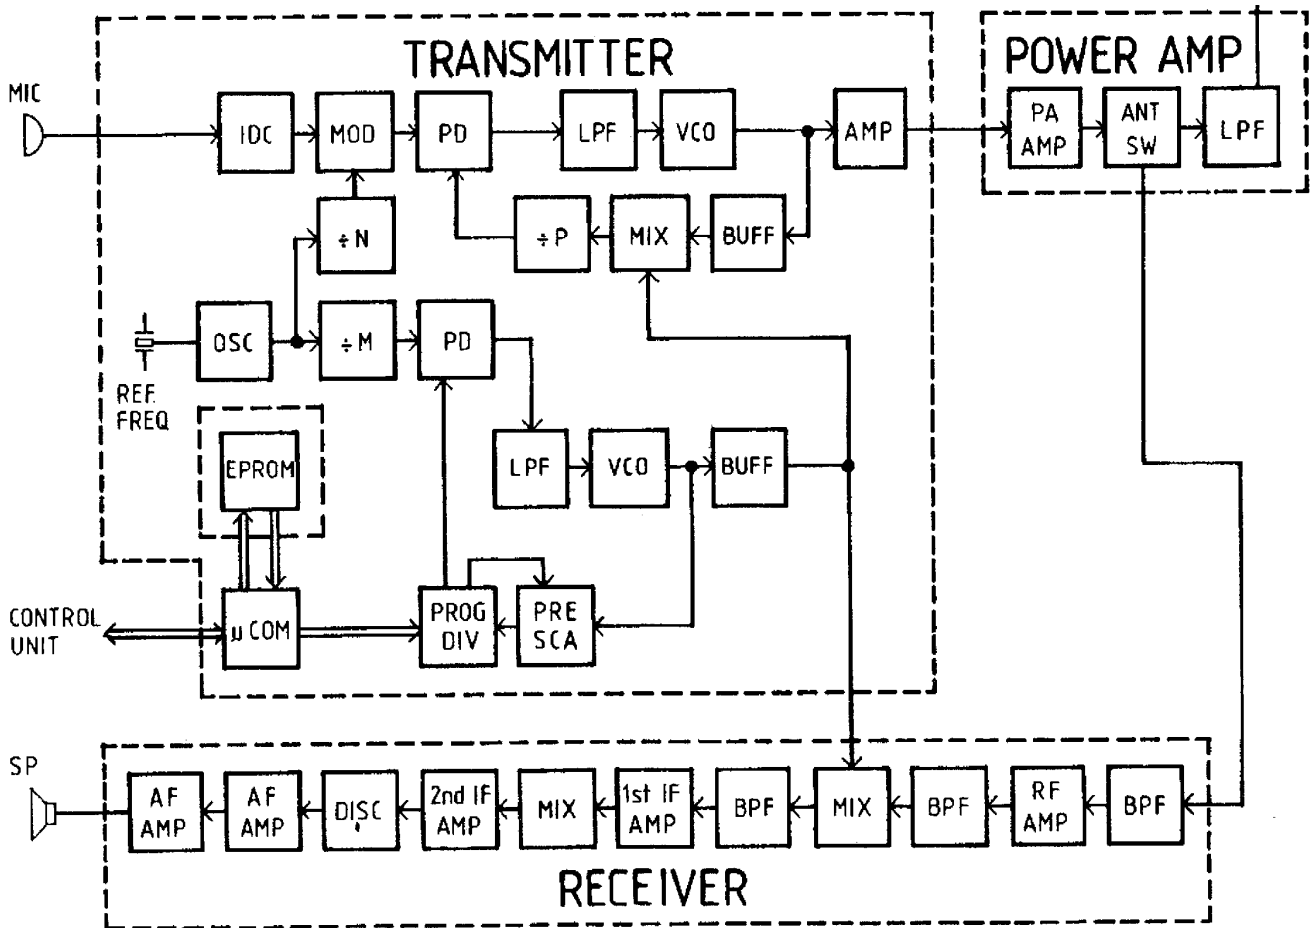 TRANSMITTER
POWER AMP
MIC
IDC
MOD
PD
LPF
VCO
AMP
PA
AMP
ANT
SW
LPF
÷N
÷P
MIX
BUFF
OSC
÷M
PD
REF.
FREQ
EPROM
LPF
VCO
BUFF
CONTROL
UNIT
μCOM
PROG
DIV
PRE
SCA
SP
AF
AMP
AF
AMP
DISC
2nd IF
AMP
MIX
1st IF
AMP
BPF
MIX
BPF
RF
AMP
BPF
RECEIVER